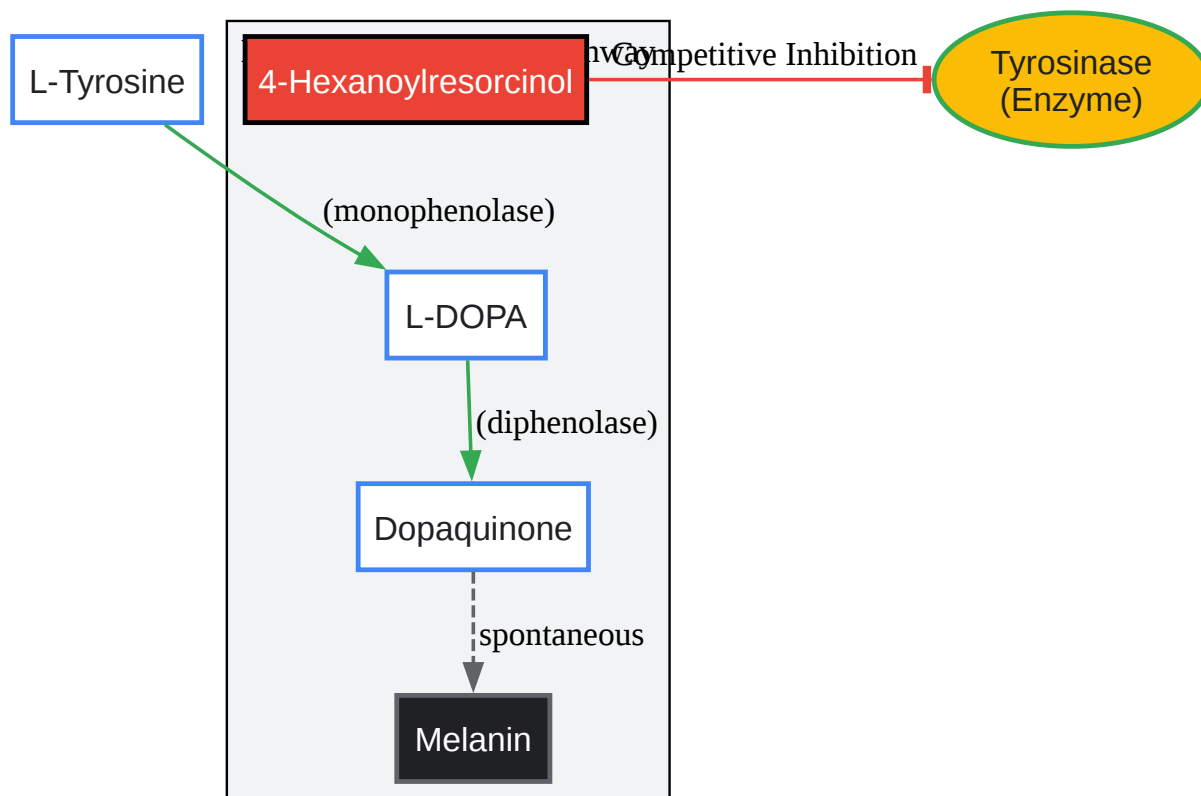 L-Tyrosine
4-Hexanoylresorcinol
Competitive Inhibition
Tyrosinase
(Enzyme)
(monophenolase)
L-DOPA
(diphenolase)
Dopaquinone
spontaneous
Melanin